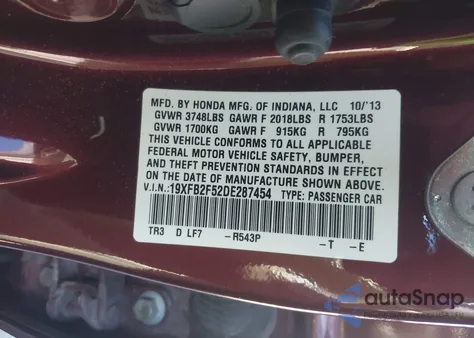 MFD. BY HONDA MFG. OF INDIANA, LLC 10/'13
GVWR 3748LBS GAWR F 2018LBS R 1753LBS
GVWR 1700KG GAWR F 915KG R 795KG
THIS VEHICLE CONFORMS TO ALL APPLICABLE
FEDERAL MOTOR VEHICLE SAFETY, BUMPER,
AND THEFT PREVENTION STANDARDS IN EFFECT
ON THE DATE OF MANUFACTURE SHOWN ABOVE.
V.I.N.:19XFB2F52DE287454 TYPE: PASSENGER CAR
TR3 D LF7 -R543P -T -E
autoSnap